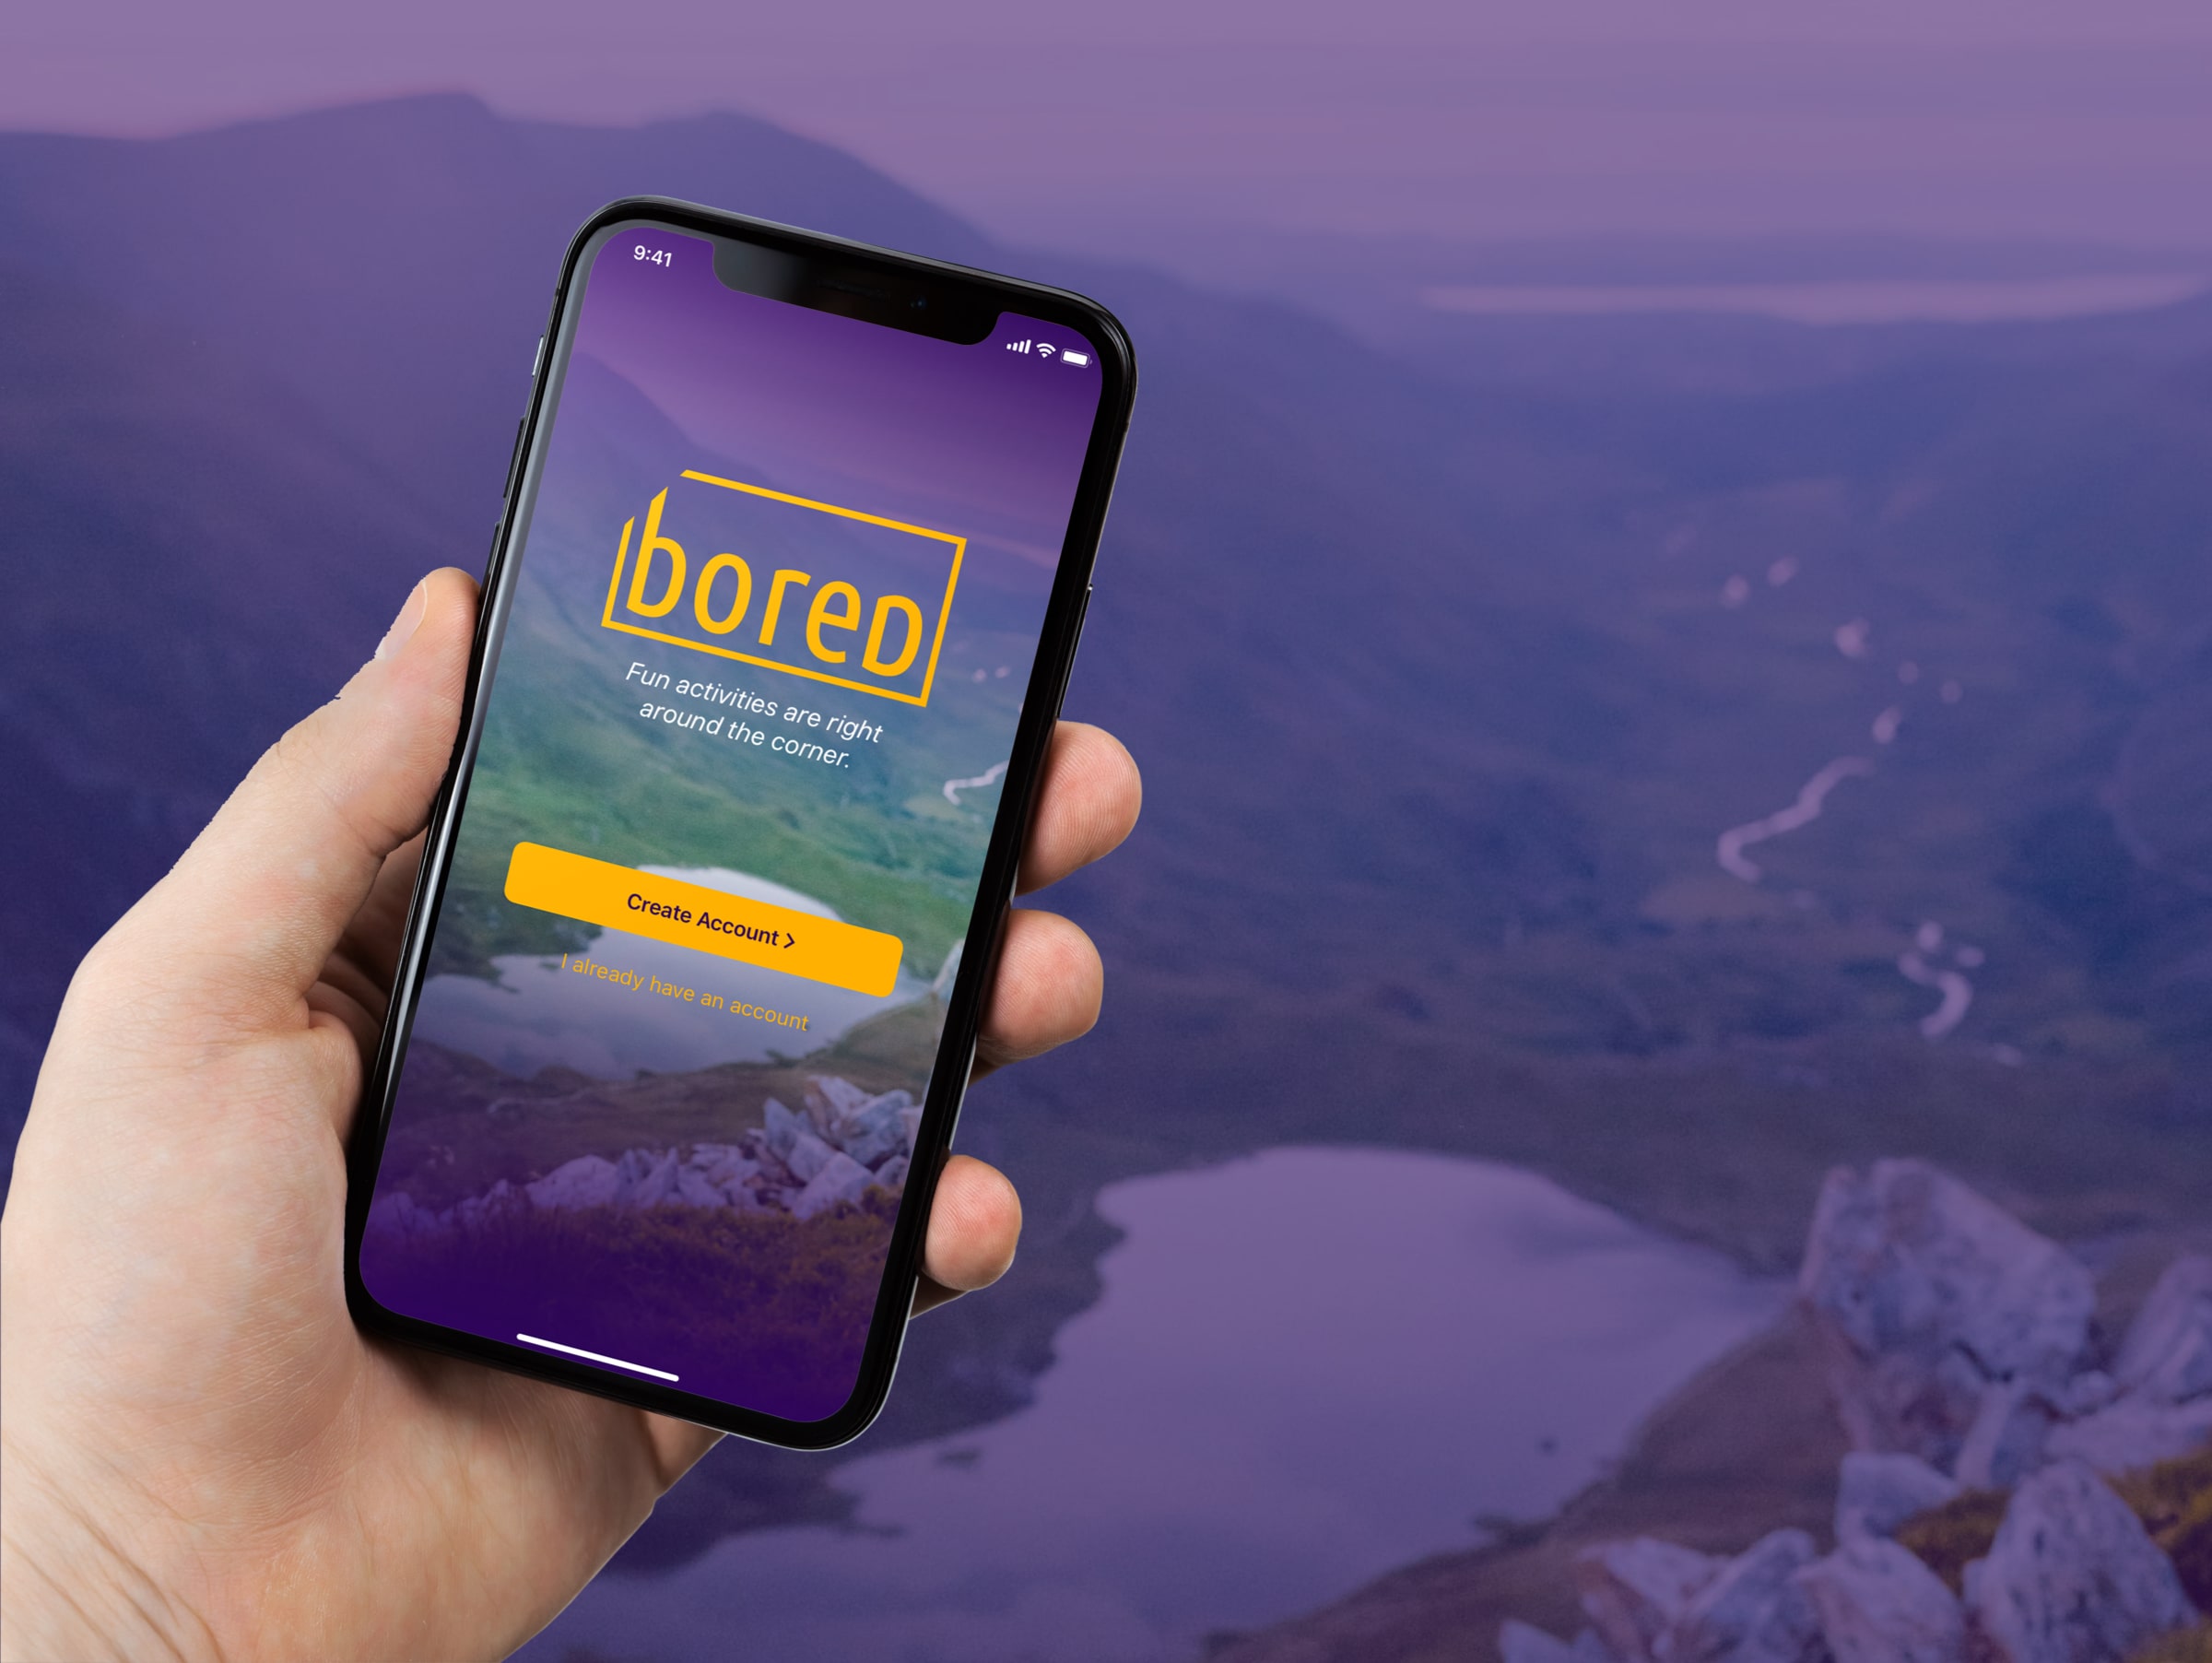 9:41
boreD
Fun activities are right
around the corner.
Create Account >
I already have an account